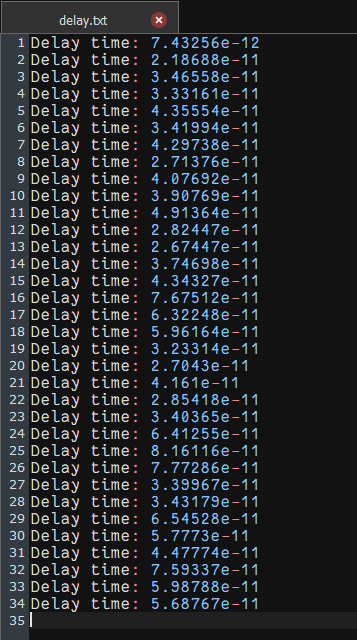 delay.txt
1 Delay time: 7.43256e-12
2 Delay time: 2.18688e-11
3 Delay time: 3.46558e-11
4 Delay time: 3.33161e-11
5 Delay time: 4.35554e-11
6 Delay time: 3.41994e-11
7 Delay time: 4.29738e-11
8 Delay time: 2.71376e-11
9 Delay time: 4.07692e-11
10 Delay time: 3.90769e-11
11 Delay time: 4.91364e-11
12 Delay time: 2.82447e-11
13 Delay time: 2.67447e-11
14 Delay time: 3.74698e-11
15 Delay time: 4.34327e-11
16 Delay time: 7.67512e-11
17 Delay time: 6.32248e-11
18 Delay time: 5.96164e-11
19 Delay time: 3.23314e-11
20 Delay time: 2.7043e-11
21 Delay time: 4.161e-11
22 Delay time: 2.85418e-11
23 Delay time: 3.40365e-11
24 Delay time: 6.41255e-11
25 Delay time: 8.16116e-11
26 Delay time: 7.77286e-11
27 Delay time: 3.39967e-11
28 Delay time: 3.43179e-11
29 Delay time: 6.54528e-11
30 Delay time: 5.7773e-11
31 Delay time: 4.47774e-11
32 Delay time: 7.59337e-11
33 Delay time: 5.98788e-11
34 Delay time: 5.68767e-11
35